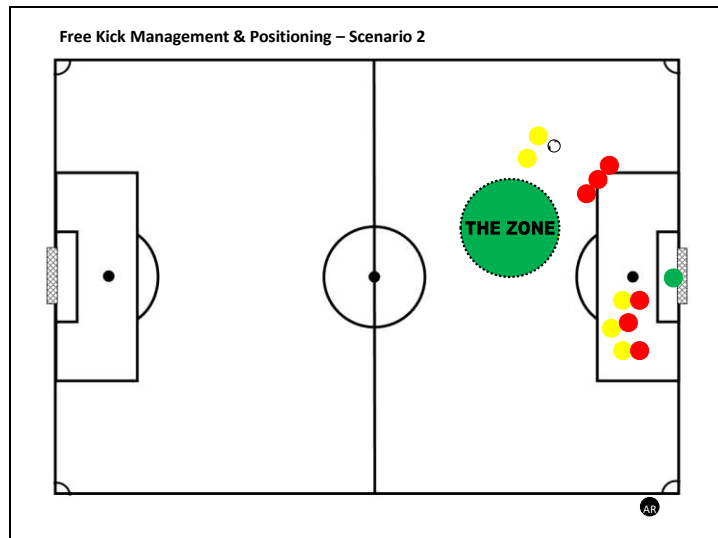 Free Kick Management & Positioning – Scenario 2
THE ZONE
AR